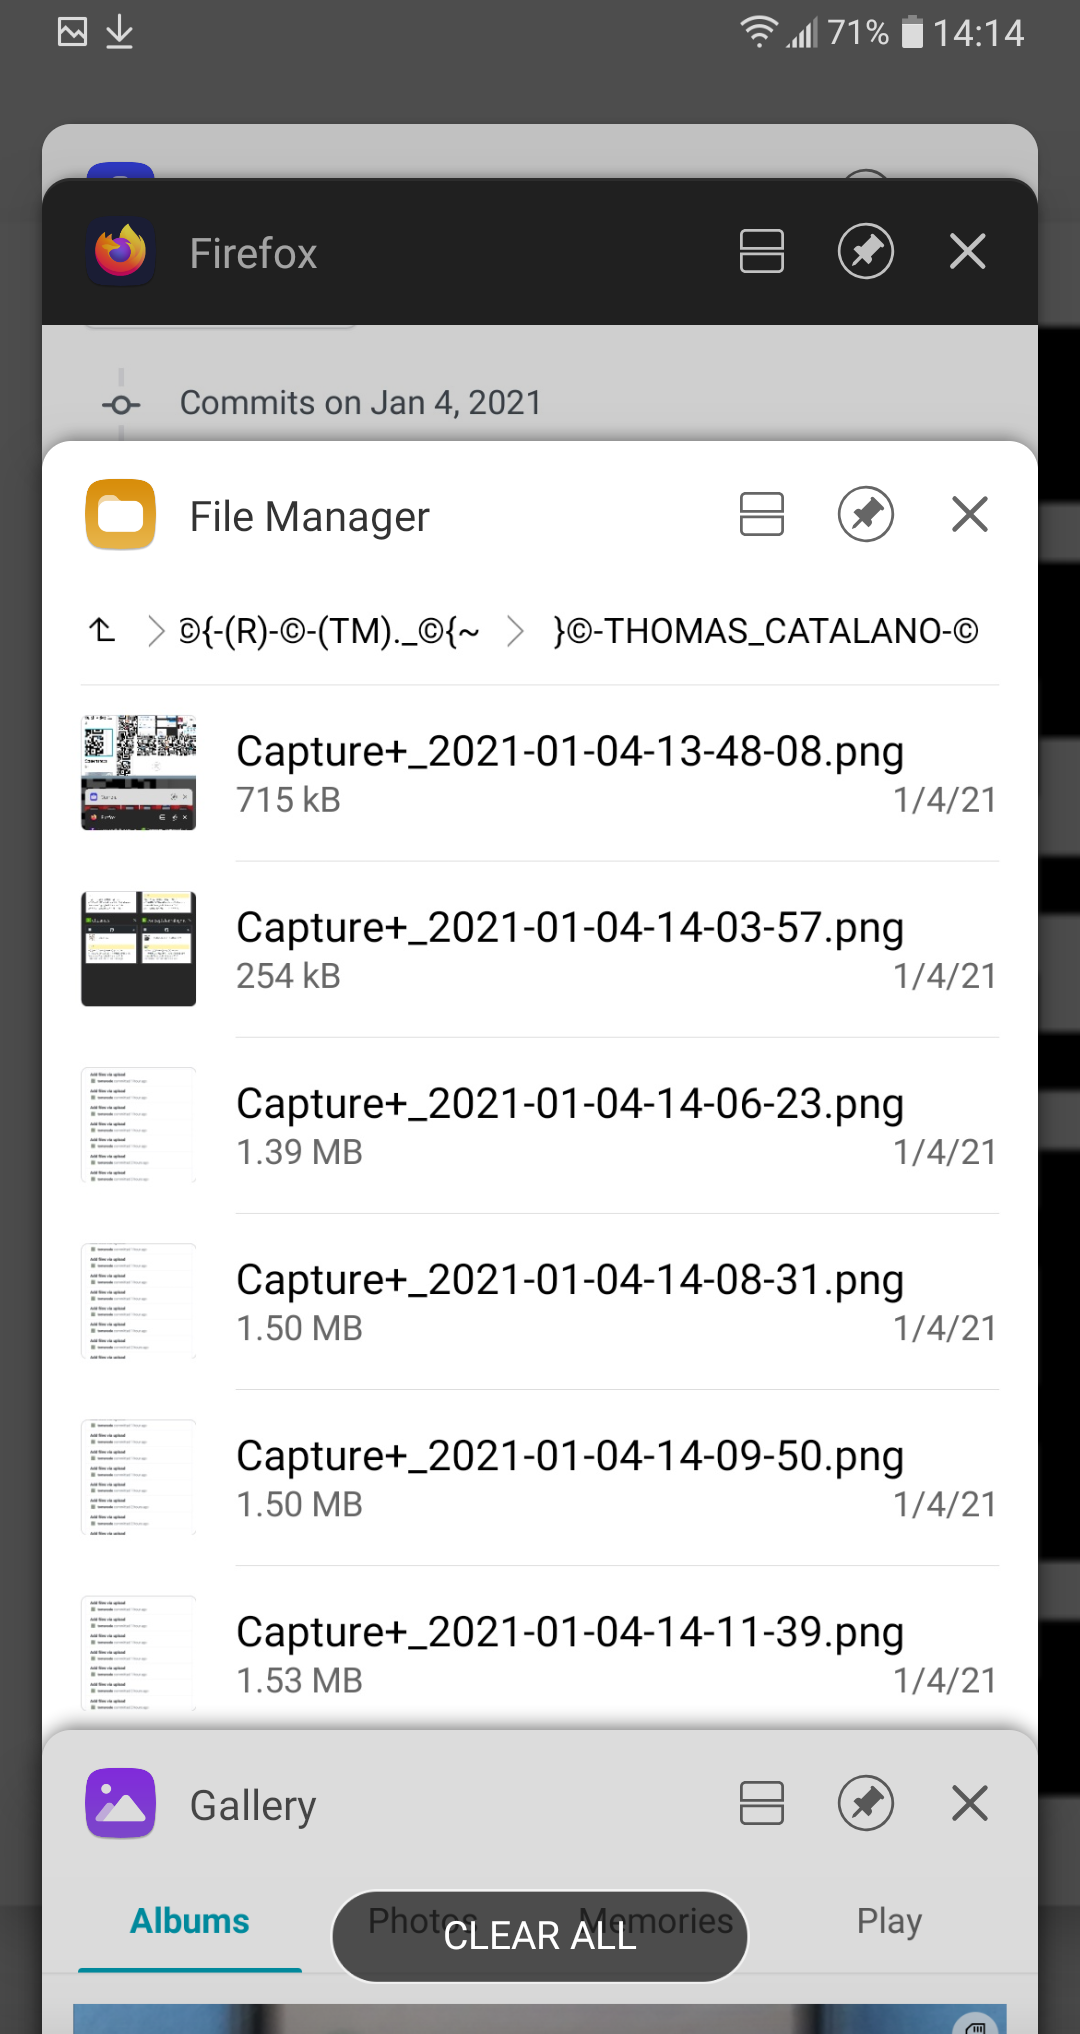 71% 14:14
Firefox
Commits on Jan 4, 2021
File Manager
©{-(R)-©-(TM)._©{~ }©-THOMAS_CATALANO-©
Capture+_2021-01-04-13-48-08.png
715 kB 1/4/21
Capture+_2021-01-04-14-03-57.png
254 kB 1/4/21
Capture+_2021-01-04-14-06-23.png
1.39 MB 1/4/21
Capture+_2021-01-04-14-08-31.png
1.50 MB 1/4/21
Capture+_2021-01-04-14-09-50.png
1.50 MB 1/4/21
Capture+_2021-01-04-14-11-39.png
1.53 MB 1/4/21
Gallery
Albums Photos Memories Play
CLEAR ALL